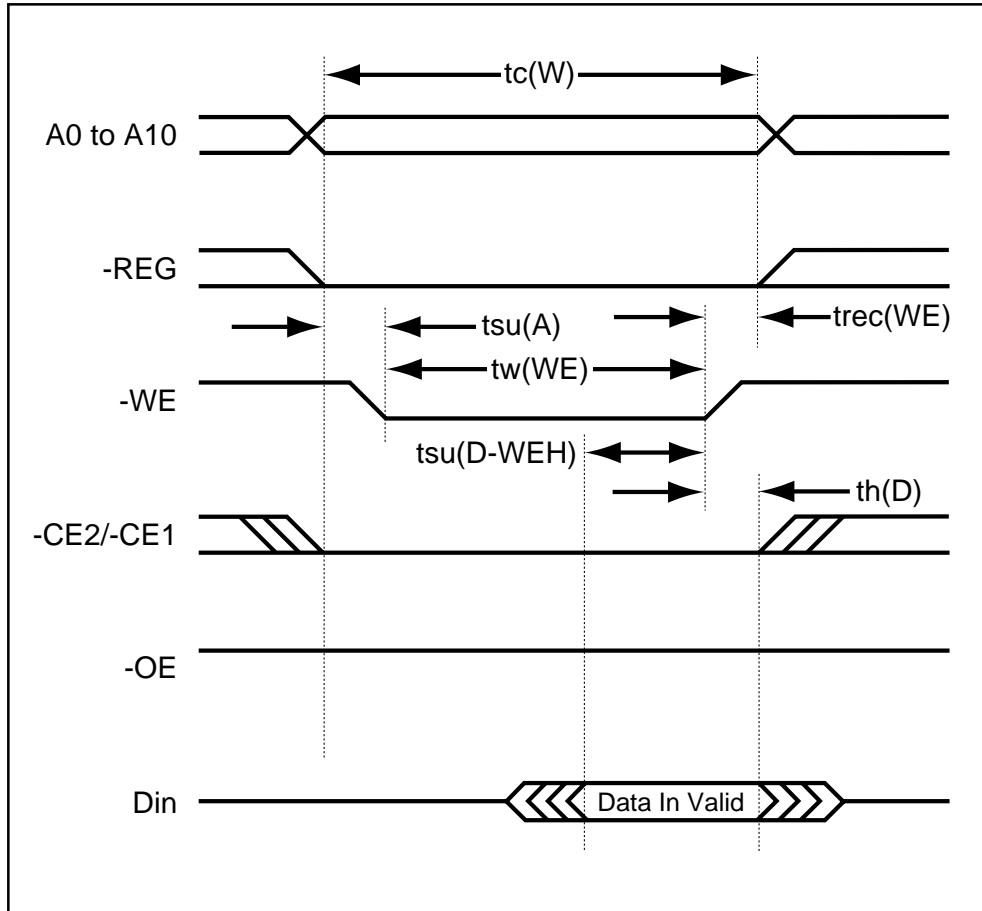 tc(W)
A0 to A10
-REG
tsu(A)
trec(WE)
tw(WE)
-WE
tsu(D-WEH)
th(D)
-CE2/-CE1
-OE
Din
Data In Valid